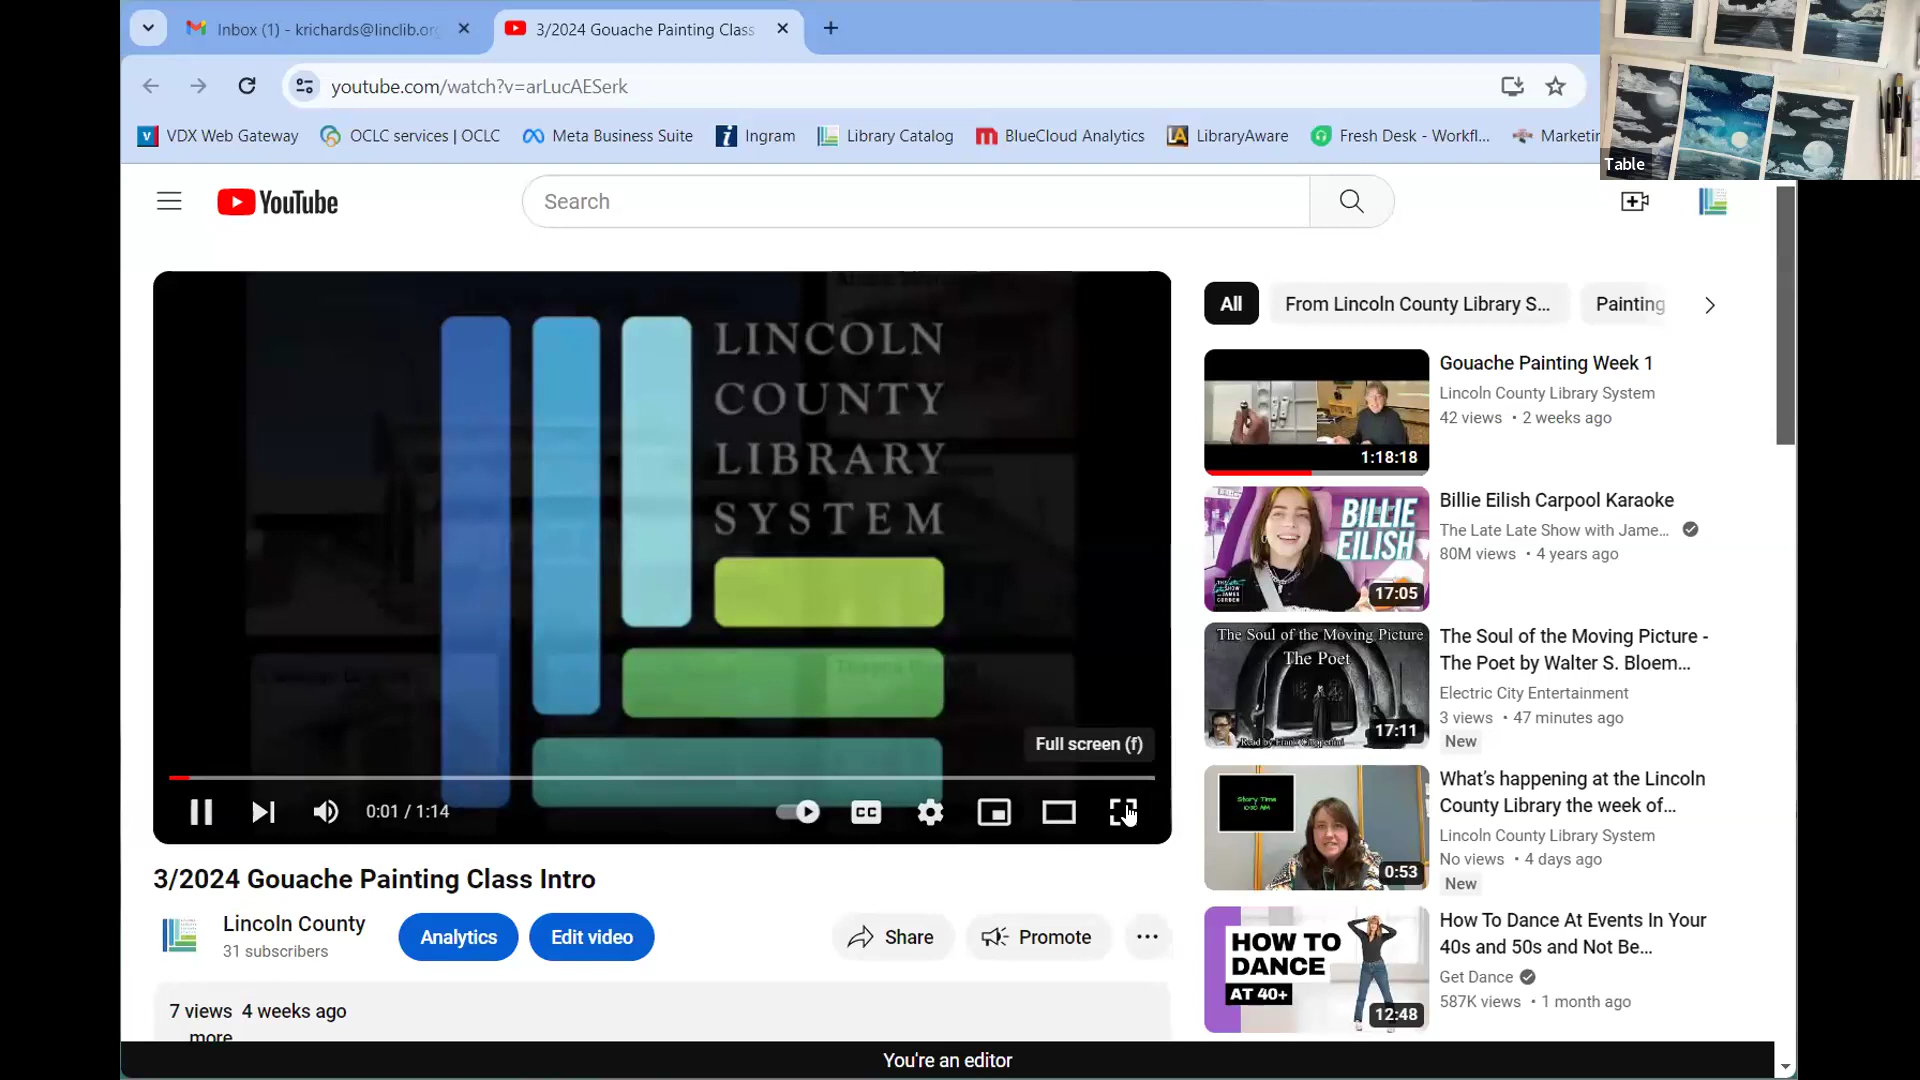 Inbox (1) - krichards@linclib.org
3/2024 Gouache Painting Class
youtube.com/watch?v=arLucAESerk
VDX Web Gateway
OCLC services | OCLC
Meta Business Suite
Ingram
Library Catalog
BlueCloud Analytics
LibraryAware
Fresh Desk - Workfl...
Marketin
Table
YouTube
Search
LINCOLN
COUNTY
LIBRARY
SYSTEM
Full screen (f)
0:01 / 1:14
CC
3/2024 Gouache Painting Class Intro
Lincoln County
31 subscribers
Analytics
Edit video
Share
Promote
7 views 4 weeks ago
more
All
From Lincoln County Library S...
Painting
1:18:18
Gouache Painting Week 1
Lincoln County Library System
42 views • 2 weeks ago
BILLIE
EILISH
17:05
Billie Eilish Carpool Karaoke
The Late Late Show with Jame...
80M views • 4 years ago
The Soul of the Moving Picture
The Poet
17:11
The Soul of the Moving Picture -
The Poet by Walter S. Bloem...
Electric City Entertainment
3 views • 47 minutes ago
New
Story Time
0:53
What's happening at the Lincoln
County Library the week of...
Lincoln County Library System
No views • 4 days ago
New
HOW TO
DANCE
AT 40+
12:48
How To Dance At Events In Your
40s and 50s and Not Be...
Get Dance
587K views • 1 month ago
You're an editor